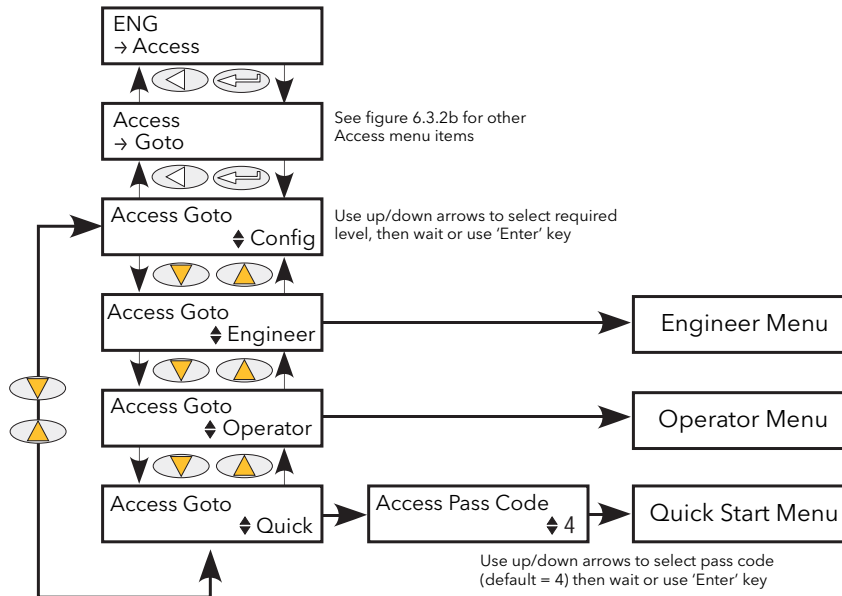 ENG
→ Access
Access
→ Goto
See figure 6.3.2b for other
Access menu items
Access Goto
Config
Use up/down arrows to select required
level, then wait or use ‘Enter’ key
Access Goto
Engineer
Engineer Menu
Access Goto
Operator
Operator Menu
Access Goto
Quick
Access Pass Code
4
Quick Start Menu
Use up/down arrows to select pass code
(default = 4) then wait or use ‘Enter’ key